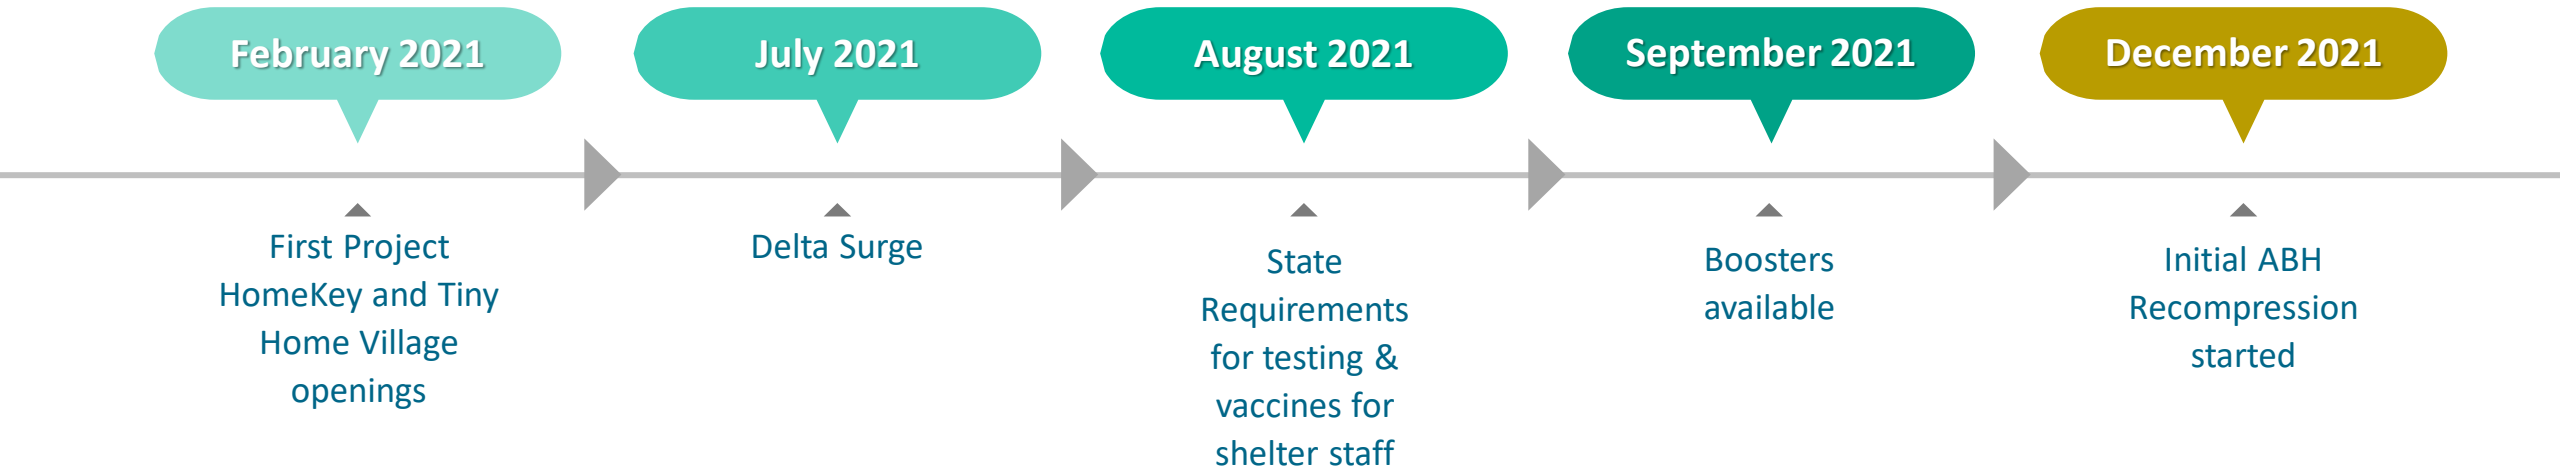 February 2021
July 2021
August 2021
September 2021
December 2021
First Project
HomeKey and Tiny
Home Village
openings
Delta Surge
State
Requirements
for testing &
vaccines for
shelter staff
Boosters
available
Initial ABH
Recompression
started